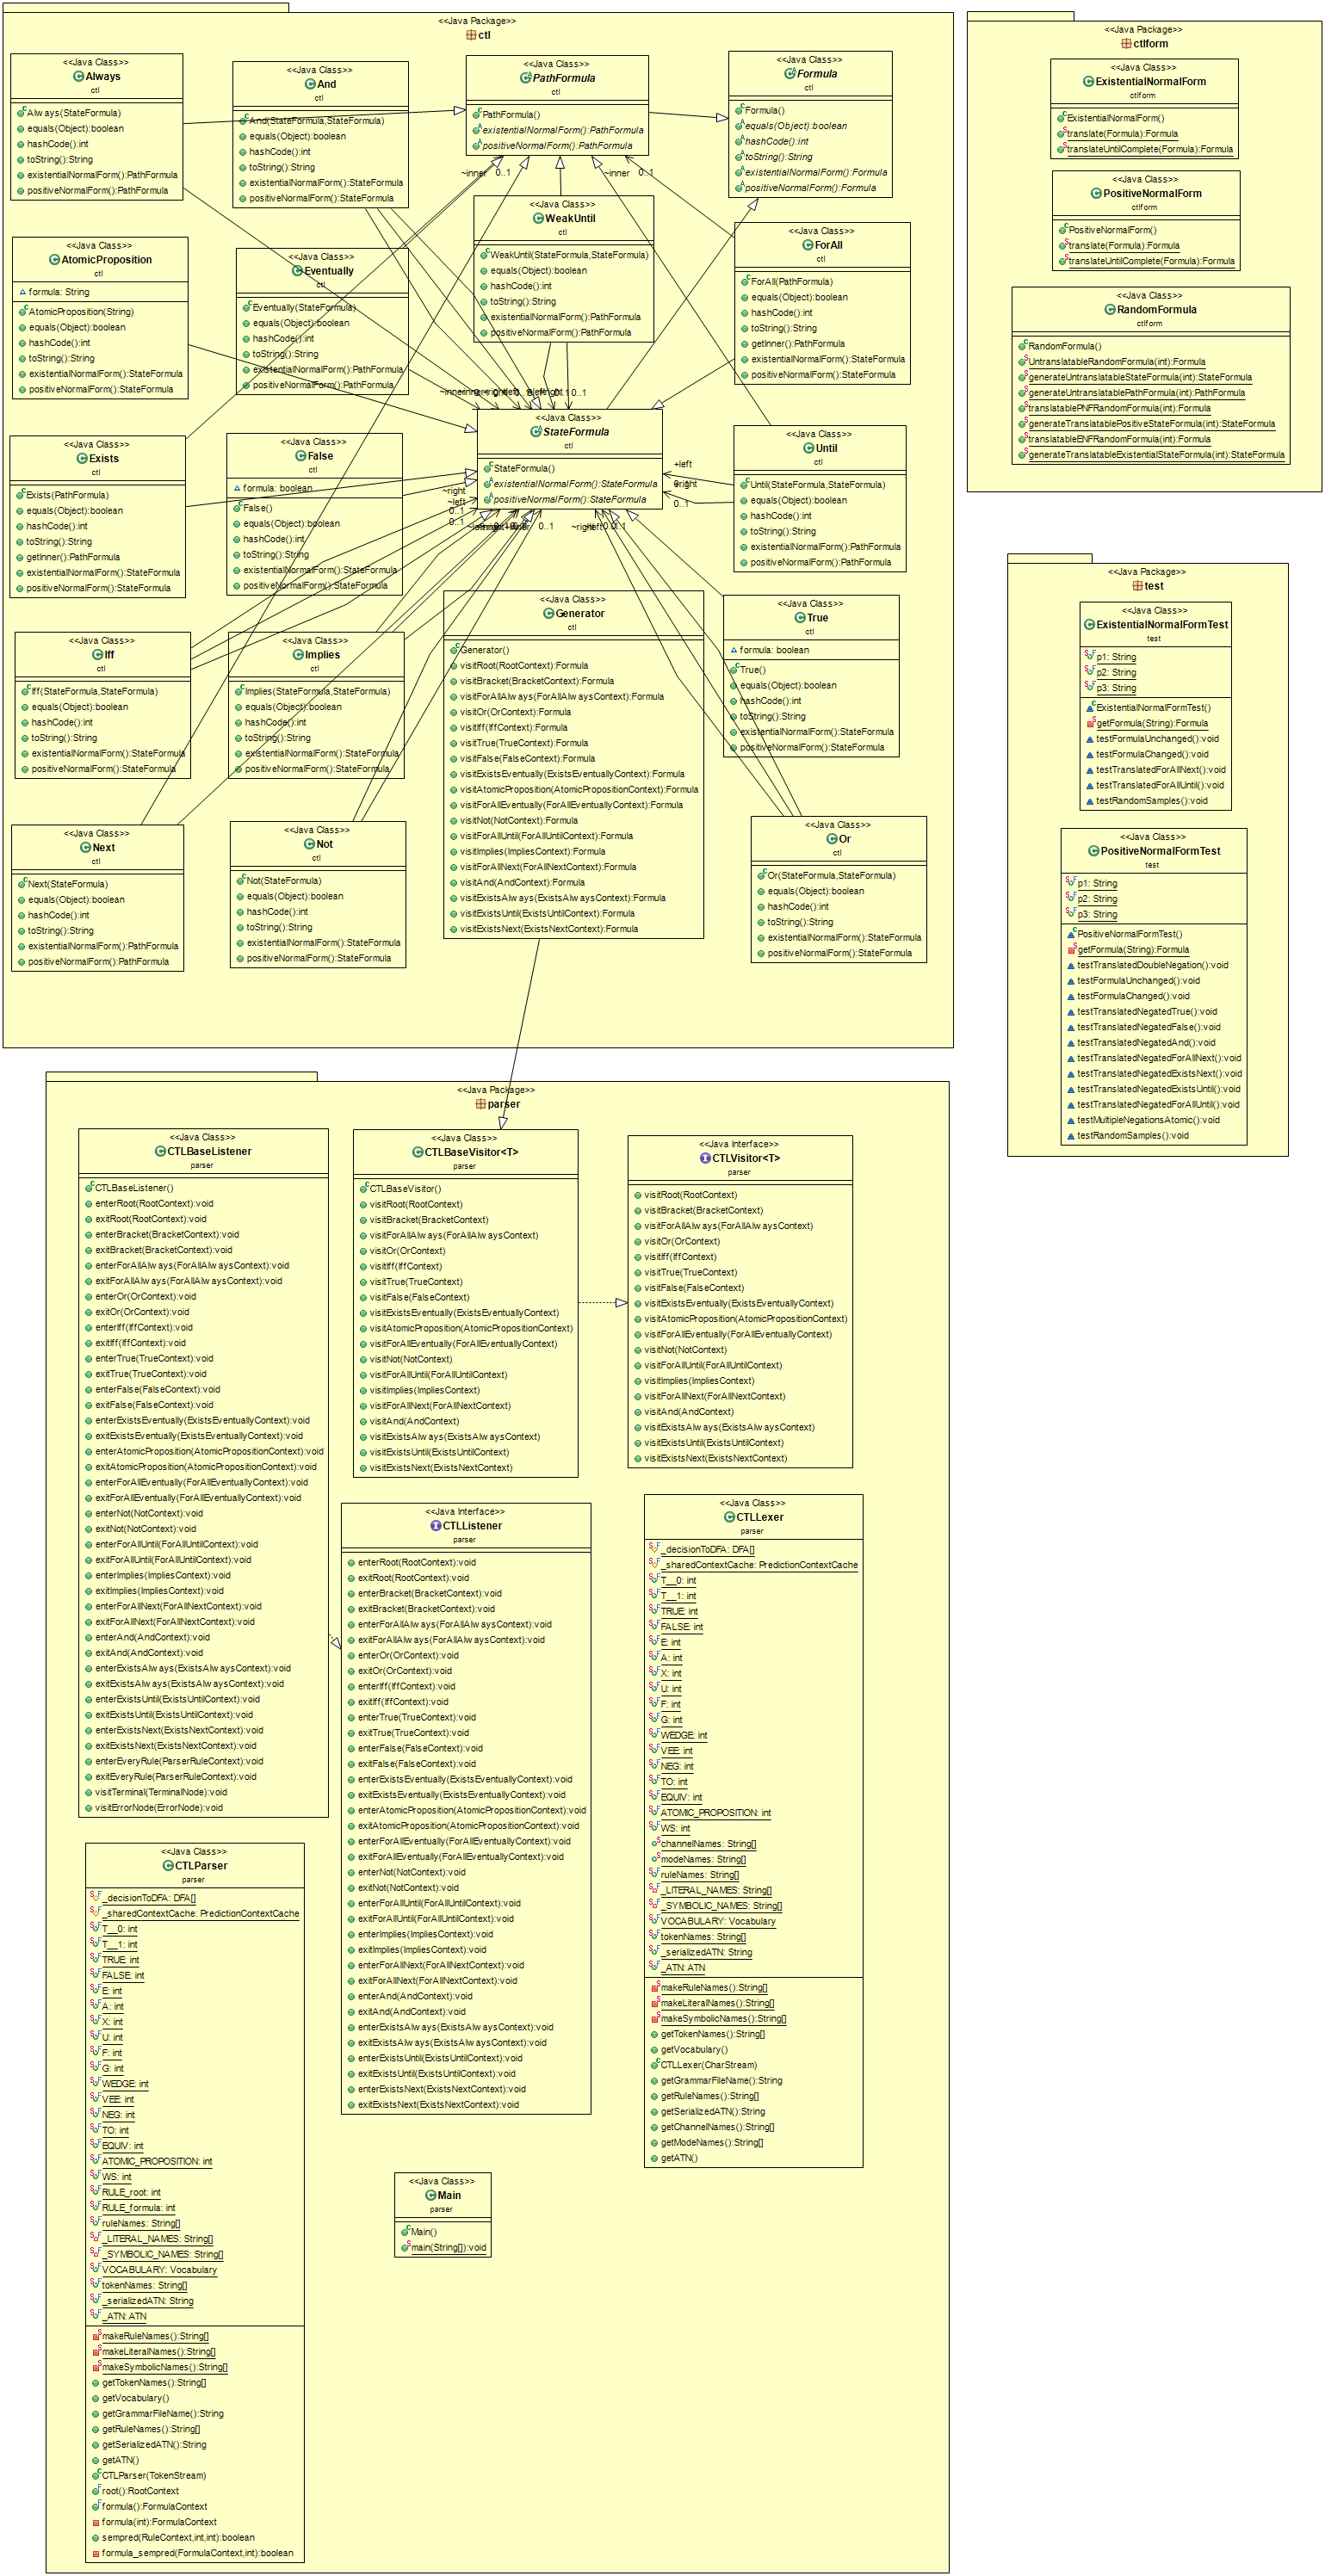 <<Java Package>>
ctl
<<Java Class>>
Always
ctl
Always(StateFormula)
equals(Object):boolean
hashCode():int
toString():String
existentialNormalForm():PathFormula
positiveNormalForm():PathFormula
<<Java Class>>
And
ctl
And(StateFormula,StateFormula)
equals(Object):boolean
hashCode():int
toString():String
existentialNormalForm():StateFormula
positiveNormalForm():StateFormula
<<Java Class>>
PathFormula
ctl
PathFormula()
existentialNormalForm():PathFormula
positiveNormalForm():PathFormula
<<Java Class>>
Formula
ctl
Formula()
equals(Object):boolean
hashCode():int
toString():String
existentialNormalForm():Formula
positiveNormalForm():Formula
~inner 0..1
~inner 0..1
<<Java Class>>
AtomicProposition
ctl
formula: String
AtomicProposition(String)
equals(Object):boolean
hashCode():int
toString():String
existentialNormalForm():StateFormula
positiveNormalForm():StateFormula
<<Java Class>>
Eventually
ctl
Eventually(StateFormula)
equals(Object):boolean
hashCode():int
toString():String
existentialNormalForm():PathFormula
positiveNormalForm():PathFormula
<<Java Class>>
WeakUntil
ctl
WeakUntil(StateFormula,StateFormula)
equals(Object):boolean
hashCode():int
toString():String
existentialNormalForm():PathFormula
positiveNormalForm():PathFormula
<<Java Class>>
ForAll
ctl
ForAll(PathFormula)
equals(Object):boolean
hashCode():int
toString():String
getInner():PathFormula
existentialNormalForm():StateFormula
positiveNormalForm():StateFormula
0..1
<<Java Class>>
Exists
ctl
Exists(PathFormula)
equals(Object):boolean
hashCode():int
toString():String
getInner():PathFormula
existentialNormalForm():StateFormula
positiveNormalForm():StateFormula
<<Java Class>>
False
ctl
formula: boolean
False()
equals(Object):boolean
hashCode():int
toString():String
existentialNormalForm():StateFormula
positiveNormalForm():StateFormula
<<Java Class>>
StateFormula
ctl
StateFormula()
existentialNormalForm():StateFormula
positiveNormalForm():StateFormula
~right
~left
0..1
0..1
+left
+right
0..1
0..1
~right
<<Java Class>>
Until
ctl
Until(StateFormula,StateFormula)
equals(Object):boolean
hashCode():int
toString():String
existentialNormalForm():PathFormula
positiveNormalForm():PathFormula
<<Java Class>>
Iff
ctl
Iff(StateFormula,StateFormula)
equals(Object):boolean
hashCode():int
toString():String
existentialNormalForm():StateFormula
positiveNormalForm():StateFormula
<<Java Class>>
Implies
ctl
Implies(StateFormula,StateFormula)
equals(Object):boolean
hashCode():int
toString():String
existentialNormalForm():StateFormula
positiveNormalForm():StateFormula
<<Java Class>>
Generator
ctl
Generator()
visitRoot(RootContext):Formula
visitBracket(BracketContext):Formula
visitForAllAlways(ForAllAlwaysContext):Formula
visitOr(OrContext):Formula
visitIff(IffContext):Formula
visitTrue(TrueContext):Formula
visitFalse(FalseContext):Formula
visitExistsEventually(ExistsEventuallyContext):Formula
visitAtomicProposition(AtomicPropositionContext):Formula
visitForAllEventually(ForAllEventuallyContext):Formula
visitNot(NotContext):Formula
visitForAllUntil(ForAllUntilContext):Formula
visitImplies(ImpliesContext):Formula
visitForAllNext(ForAllNextContext):Formula
visitAnd(AndContext):Formula
visitExistsAlways(ExistsAlwaysContext):Formula
visitExistsUntil(ExistsUntilContext):Formula
visitExistsNext(ExistsNextContext):Formula
<<Java Class>>
True
ctl
formula: boolean
True()
equals(Object):boolean
hashCode():int
toString():String
existentialNormalForm():StateFormula
positiveNormalForm():StateFormula
<<Java Class>>
Next
ctl
Next(StateFormula)
equals(Object):boolean
hashCode():int
toString():String
existentialNormalForm():PathFormula
positiveNormalForm():PathFormula
<<Java Class>>
Not
ctl
Not(StateFormula)
equals(Object):boolean
hashCode():int
toString():String
existentialNormalForm():StateFormula
positiveNormalForm():StateFormula
<<Java Class>>
Or
ctl
Or(StateFormula,StateFormula)
equals(Object):boolean
hashCode():int
toString():String
existentialNormalForm():StateFormula
positiveNormalForm():StateFormula
<<Java Package>>
ctlform
<<Java Class>>
ExistentialNormalForm
ctlform
ExistentialNormalForm()
translate(Formula):Formula
translateUntilComplete(Formula):Formula
<<Java Class>>
PositiveNormalForm
ctlform
PositiveNormalForm()
translate(Formula):Formula
translateUntilComplete(Formula):Formula
<<Java Class>>
RandomFormula
ctlform
RandomFormula()
UntranslatableRandomFormula(int):Formula
generateUntranslatableStateFormula(int):StateFormula
generateUntranslatablePathFormula(int):PathFormula
translatablePNFRandomFormula(int):Formula
generateTranslatablePositiveStateFormula(int):StateFormula
translatableENFRandomFormula(int):Formula
generateTranslatableExistentialStateFormula(int):StateFormula
<<Java Package>>
test
<<Java Class>>
ExistentialNormalFormTest
test
p1: String
p2: String
p3: String
ExistentialNormalFormTest()
getFormula(String):Formula
testFormulaUnchanged():void
testFormulaChanged():void
testTranslatedForAllNext():void
testTranslatedForAllUntil():void
testRandomSamples():void
<<Java Class>>
PositiveNormalFormTest
test
p1: String
p2: String
p3: String
PositiveNormalFormTest()
getFormula(String):Formula
testTranslatedDoubleNegation():void
testFormulaUnchanged():void
testFormulaChanged():void
testTranslatedNegatedTrue():void
testTranslatedNegatedFalse():void
testTranslatedNegatedAnd():void
testTranslatedNegatedForAllNext():void
testTranslatedNegatedExistsNext():void
testTranslatedNegatedExistsUntil():void
testTranslatedNegatedForAllUntil():void
testMultipleNegationsAtomic():void
testRandomSamples():void
<<Java Package>>
parser
<<Java Class>>
CTLBaseListener
parser
CTLBaseListener()
enterRoot(RootContext):void
exitRoot(RootContext):void
enterBracket(BracketContext):void
exitBracket(BracketContext):void
enterForAllAlways(ForAllAlwaysContext):void
exitForAllAlways(ForAllAlwaysContext):void
enterOr(OrContext):void
exitOr(OrContext):void
enterIff(IffContext):void
exitIff(IffContext):void
enterTrue(TrueContext):void
exitTrue(TrueContext):void
enterFalse(FalseContext):void
exitFalse(FalseContext):void
enterExistsEventually(ExistsEventuallyContext):void
exitExistsEventually(ExistsEventuallyContext):void
enterAtomicProposition(AtomicPropositionContext):void
exitAtomicProposition(AtomicPropositionContext):void
enterForAllEventually(ForAllEventuallyContext):void
exitForAllEventually(ForAllEventuallyContext):void
enterNot(NotContext):void
exitNot(NotContext):void
enterForAllUntil(ForAllUntilContext):void
exitForAllUntil(ForAllUntilContext):void
enterImplies(ImpliesContext):void
exitImplies(ImpliesContext):void
enterForAllNext(ForAllNextContext):void
exitForAllNext(ForAllNextContext):void
enterAnd(AndContext):void
exitAnd(AndContext):void
enterExistsAlways(ExistsAlwaysContext):void
exitExistsAlways(ExistsAlwaysContext):void
enterExistsUntil(ExistsUntilContext):void
exitExistsUntil(ExistsUntilContext):void
enterExistsNext(ExistsNextContext):void
exitExistsNext(ExistsNextContext):void
enterEveryRule(ParserRuleContext):void
exitEveryRule(ParserRuleContext):void
visitTerminal(TerminalNode):void
visitErrorNode(ErrorNode):void
<<Java Class>>
CTLBaseVisitor<T>
parser
CTLBaseVisitor()
visitRoot(RootContext)
visitBracket(BracketContext)
visitForAllAlways(ForAllAlwaysContext)
visitOr(OrContext)
visitIff(IffContext)
visitTrue(TrueContext)
visitFalse(FalseContext)
visitExistsEventually(ExistsEventuallyContext)
visitAtomicProposition(AtomicPropositionContext)
visitForAllEventually(ForAllEventuallyContext)
visitNot(NotContext)
visitForAllUntil(ForAllUntilContext)
visitImplies(ImpliesContext)
visitForAllNext(ForAllNextContext)
visitAnd(AndContext)
visitExistsAlways(ExistsAlwaysContext)
visitExistsUntil(ExistsUntilContext)
visitExistsNext(ExistsNextContext)
<<Java Interface>>
CTLVisitor<T>
parser
visitRoot(RootContext)
visitBracket(BracketContext)
visitForAllAlways(ForAllAlwaysContext)
visitOr(OrContext)
visitIff(IffContext)
visitTrue(TrueContext)
visitFalse(FalseContext)
visitExistsEventually(ExistsEventuallyContext)
visitAtomicProposition(AtomicPropositionContext)
visitForAllEventually(ForAllEventuallyContext)
visitNot(NotContext)
visitForAllUntil(ForAllUntilContext)
visitImplies(ImpliesContext)
visitForAllNext(ForAllNextContext)
visitAnd(AndContext)
visitExistsAlways(ExistsAlwaysContext)
visitExistsUntil(ExistsUntilContext)
visitExistsNext(ExistsNextContext)
<<Java Interface>>
CTLListener
parser
enterRoot(RootContext):void
exitRoot(RootContext):void
enterBracket(BracketContext):void
exitBracket(BracketContext):void
enterForAllAlways(ForAllAlwaysContext):void
exitForAllAlways(ForAllAlwaysContext):void
enterOr(OrContext):void
exitOr(OrContext):void
enterIff(IffContext):void
exitIff(IffContext):void
enterTrue(TrueContext):void
exitTrue(TrueContext):void
enterFalse(FalseContext):void
exitFalse(FalseContext):void
enterExistsEventually(ExistsEventuallyContext):void
exitExistsEventually(ExistsEventuallyContext):void
enterAtomicProposition(AtomicPropositionContext):void
exitAtomicProposition(AtomicPropositionContext):void
enterForAllEventually(ForAllEventuallyContext):void
exitForAllEventually(ForAllEventuallyContext):void
enterNot(NotContext):void
exitNot(NotContext):void
enterForAllUntil(ForAllUntilContext):void
exitForAllUntil(ForAllUntilContext):void
enterImplies(ImpliesContext):void
exitImplies(ImpliesContext):void
enterForAllNext(ForAllNextContext):void
exitForAllNext(ForAllNextContext):void
enterAnd(AndContext):void
exitAnd(AndContext):void
enterExistsAlways(ExistsAlwaysContext):void
exitExistsAlways(ExistsAlwaysContext):void
enterExistsUntil(ExistsUntilContext):void
exitExistsUntil(ExistsUntilContext):void
enterExistsNext(ExistsNextContext):void
exitExistsNext(ExistsNextContext):void
<<Java Class>>
CTLLexer
parser
_decisionToDFA: DFA[]
_sharedContextCache: PredictionContextCache
T__0: int
T__1: int
TRUE: int
FALSE: int
E: int
A: int
X: int
U: int
F: int
G: int
WEDGE: int
VEE: int
NEG: int
TO: int
EQUIV: int
ATOMIC_PROPOSITION: int
WS: int
channelNames: String[]
modeNames: String[]
ruleNames: String[]
_LITERAL_NAMES: String[]
_SYMBOLIC_NAMES: String[]
VOCABULARY: Vocabulary
tokenNames: String[]
_serializedATN: String
_ATN: ATN
makeRuleNames():String[]
makeLiteralNames():String[]
makeSymbolicNames():String[]
getTokenNames():String[]
getVocabulary()
CTLLexer(CharStream)
getGrammarFileName():String
getRuleNames():String[]
getSerializedATN():String
getChannelNames():String[]
getModeNames():String[]
getATN()
<<Java Class>>
CTLParser
parser
_decisionToDFA: DFA[]
_sharedContextCache: PredictionContextCache
T__0: int
T__1: int
TRUE: int
FALSE: int
E: int
A: int
X: int
U: int
F: int
G: int
WEDGE: int
VEE: int
NEG: int
TO: int
EQUIV: int
ATOMIC_PROPOSITION: int
WS: int
RULE_root: int
RULE_formula: int
ruleNames: String[]
_LITERAL_NAMES: String[]
_SYMBOLIC_NAMES: String[]
VOCABULARY: Vocabulary
tokenNames: String[]
_serializedATN: String
_ATN: ATN
makeRuleNames():String[]
makeLiteralNames():String[]
makeSymbolicNames():String[]
getTokenNames():String[]
getVocabulary()
getGrammarFileName():String
getRuleNames():String[]
getSerializedATN():String
getATN()
CTLParser(TokenStream)
root():RootContext
formula():FormulaContext
formula(int):FormulaContext
sempred(RuleContext,int,int):boolean
formula_sempred(FormulaContext,int):boolean
<<Java Class>>
Main
parser
Main()
main(String[]):void